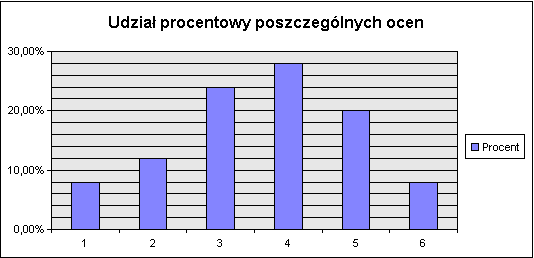 Udział procentowy poszczególnych ocen
30,00%
20,00%
10,00%
0,00%
1 2 3 4 5 6
Procent